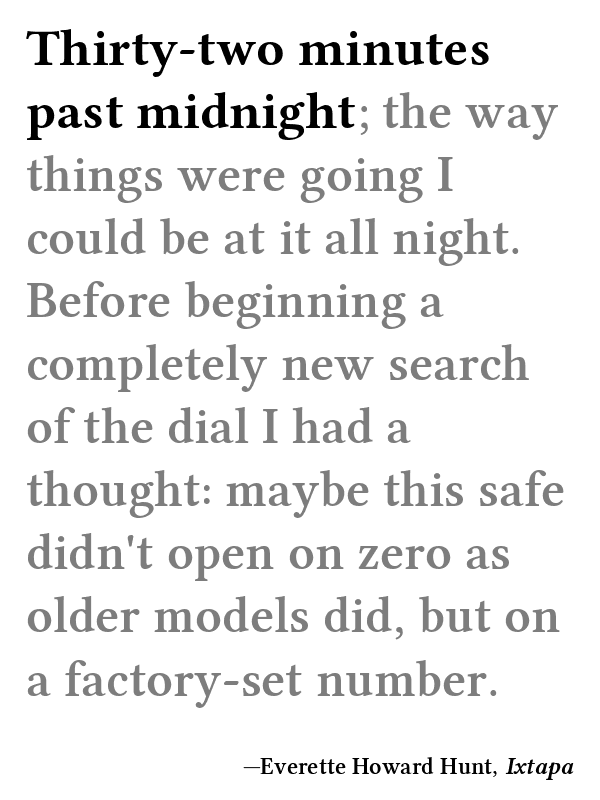 Thirty-two minutes
past midnight; the way
things were going I
could be at it all night.
Before beginning a
completely new search
of the dial I had a
thought: maybe this safe
didn't open on zero as
older models did, but on
a factory-set number.
—Everette Howard Hunt, Ixtapa